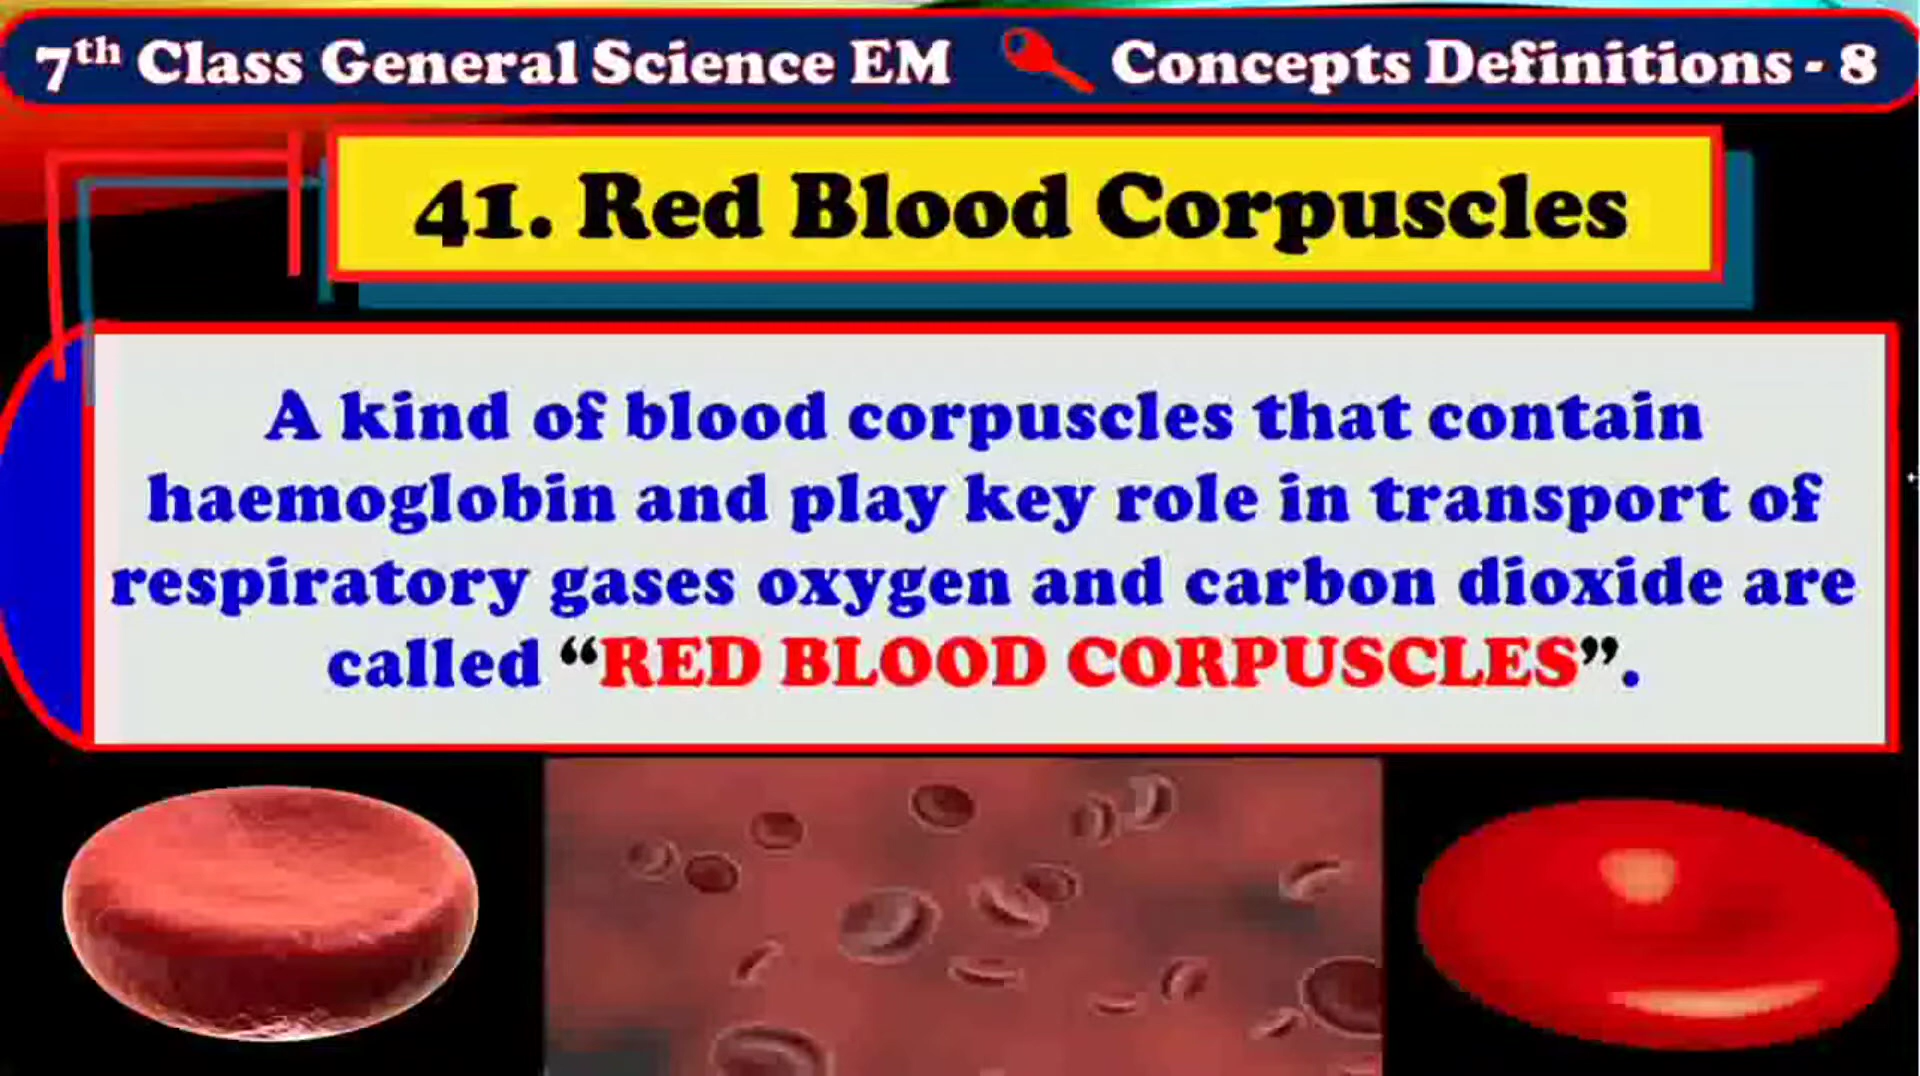 7th Class General Science EM Concepts Definitions - 8
41. Red Blood Corpuscles
A kind of blood corpuscles that contain
haemoglobin and play key role in transport of
respiratory gases oxygen and carbon dioxide are
called “RED BLOOD CORPUSCLES”.